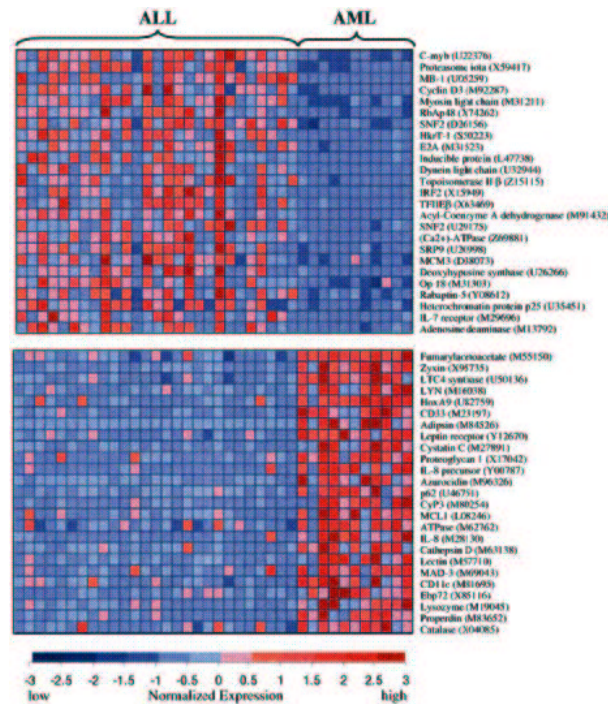 ALL AML
C-myb (U22376)
Proteasome iota (X59417)
MB-1 (U05259)
Cyclin D3 (M92287)
Myosin light chain (M31211)
RbAp48 (X74262)
SNF2 (D26156)
HkrT-1 (S50223)
E2A (M31523)
Inducible protein (L47738)
Dynein light chain (U32944)
Topoisomerase II β (Z15115)
IRF2 (X15949)
TFIIEβ (X63469)
Acyl-Coenzyme A dehydrogenase (M91432)
SNF2 (U29175)
(Ca2+)-ATPase (Z69881)
SRP9 (U20998)
MCM3 (D38073)
Deoxyhypusine synthase (U26266)
Op 18 (M31303)
Rabaptin-5 (Y08612)
Heterochromatin protein p25 (U35451)
IL-7 receptor (M29696)
Adenosine deaminase (M13792)
Fumarylacetoacetate (M55150)
Zyxin (X95735)
LTC4 synthase (U50136)
LYN (M16038)
HoxA9 (U82759)
CD33 (M23197)
Adipsin (M84526)
Leptin receptor (Y12670)
Cystatin C (M27891)
Proteoglycan 1 (X17042)
IL-8 precursor (Y00787)
Azurocidin (M96326)
p62 (U46751)
CyP3 (M80254)
MCL1 (L08246)
ATPase (M62762)
IL-8 (M28130)
Cathepsin D (M63138)
Lectin (M57710)
MAD-3 (M69043)
CD11c (M81695)
Ebp72 (X85116)
Lysozyme (M19045)
Properdin (M83652)
Catalase (X04085)
-3 -2.5 -2 -1.5 -1 -0.5 0 0.5 1 1.5 2 2.5 3
low Normalized Expression high